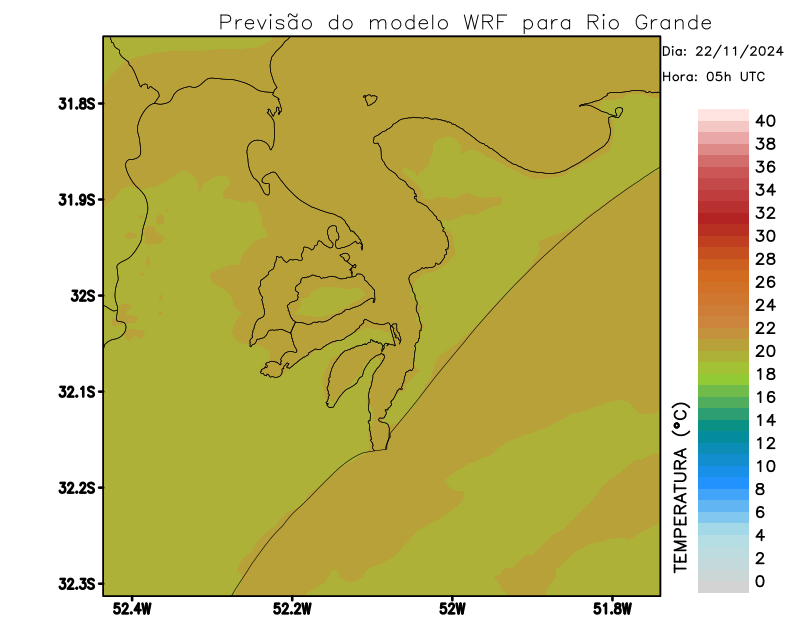 Previsão do modelo WRF para Rio Grande
Dia: 22/11/2024
Hora: 05h UTC
31.8S
31.9S
32S
32.1S
32.2S
32.3S
52.4W
52.2W
52W
51.8W
TEMPERATURA (°C)
40
38
36
34
32
30
28
26
24
22
20
18
16
14
12
10
8
6
4
2
0